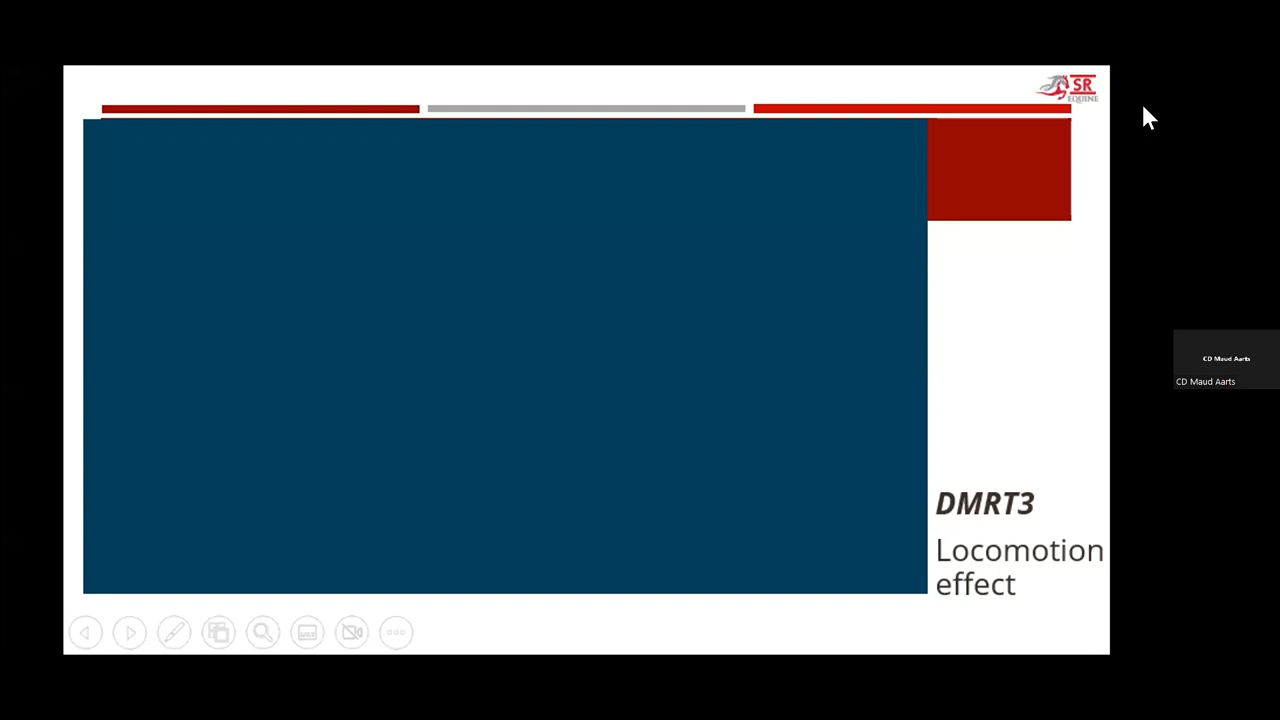 SR
EQUINE
CD Maud Aarts
CD Maud Aarts
DMRT3
Locomotion
effect